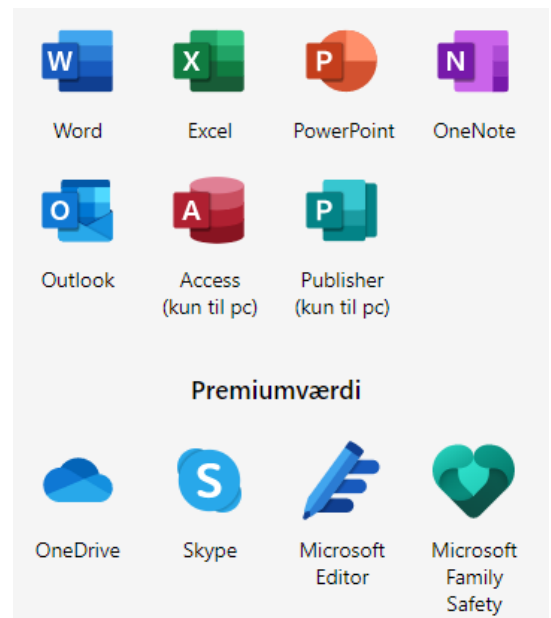 W X P N
Word Excel PowerPoint OneNote
O A P
Outlook Access Publisher
(kun til pc) (kun til pc)
Premiumværdi
S
OneDrive Skype Microsoft Microsoft
Editor Family
Safety